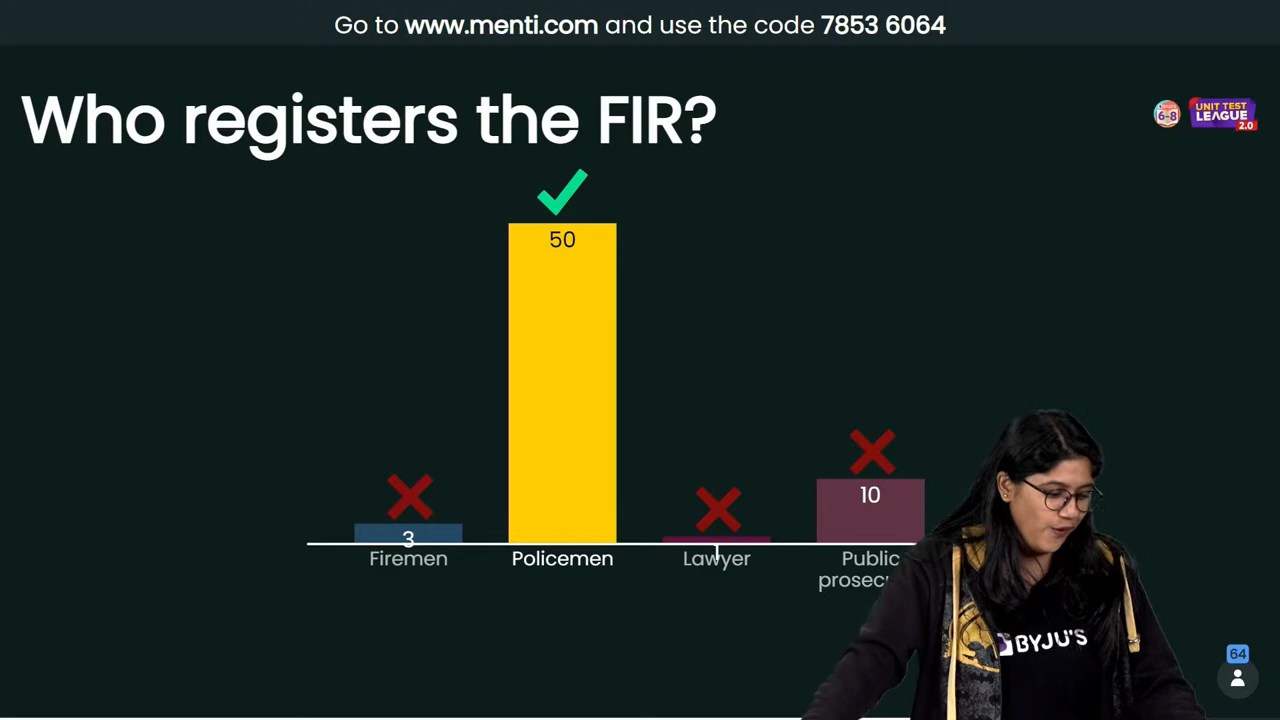 Go to www.menti.com and use the code 7853 6064
Who registers the FIR?
6-8
UNIT TEST
LEAGUE
2.0
50
3
1
10
Firemen
Policemen
Lawyer
Public
BYJU'S
64